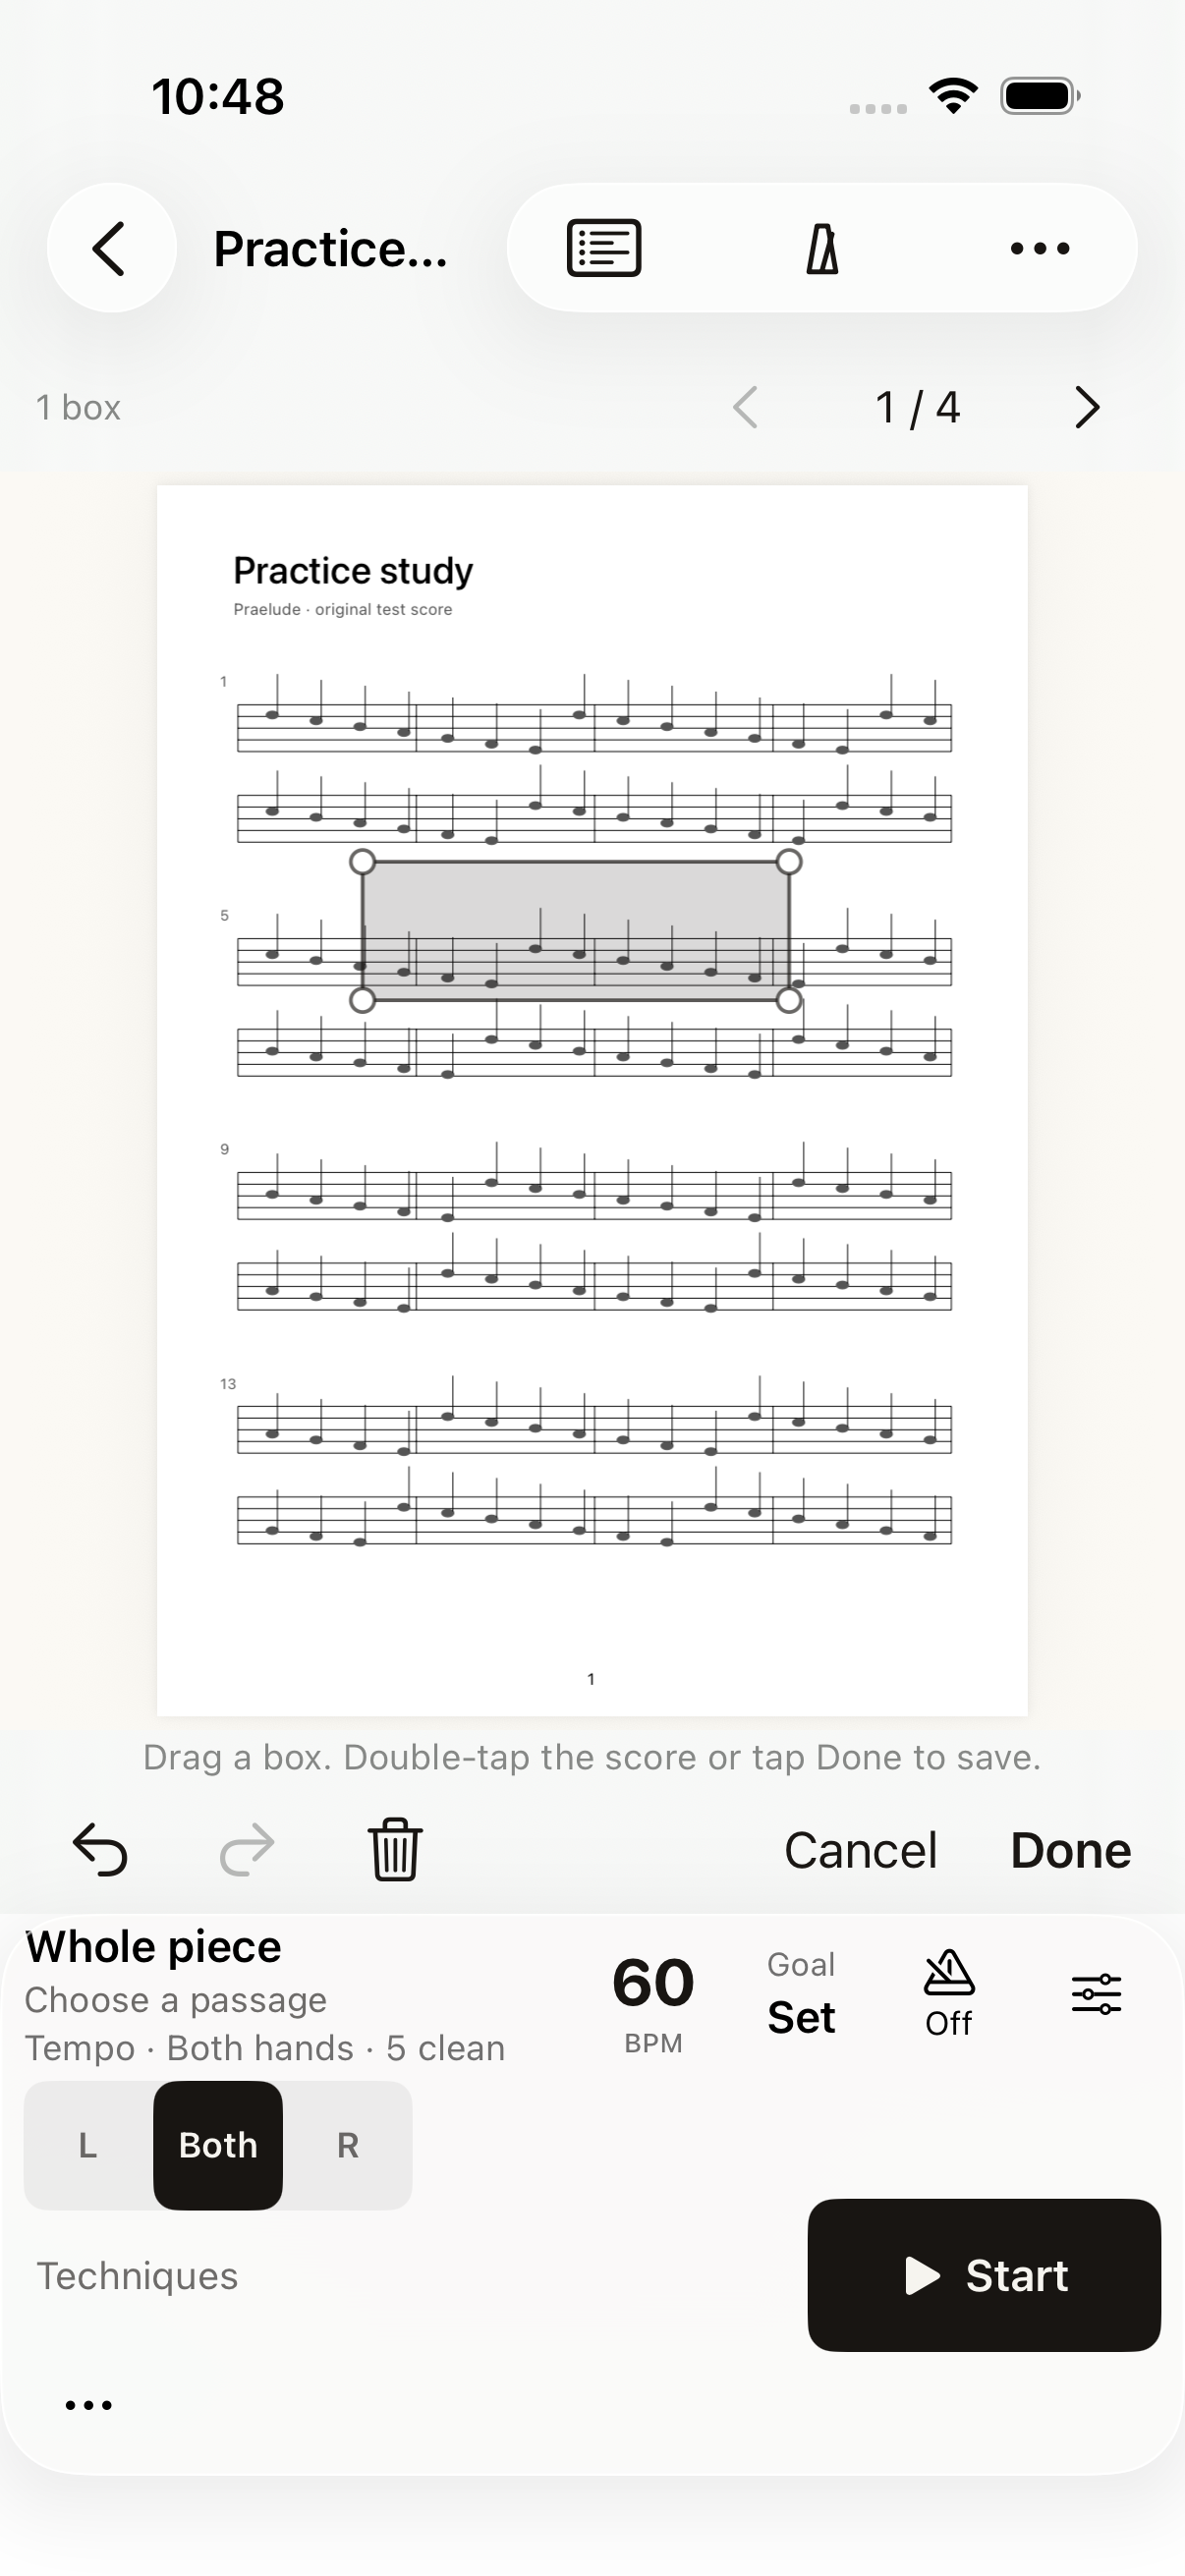 10:48
Practice...
1 box
1 / 4
Practice study
Praelude · original test score
1
5
9
13
1
Drag a box. Double-tap the score or tap Done to save.
Cancel
Done
Whole piece
Choose a passage
Tempo · Both hands · 5 clean
60
BPM
Goal
Set
Off
L
Both
R
Techniques
Start